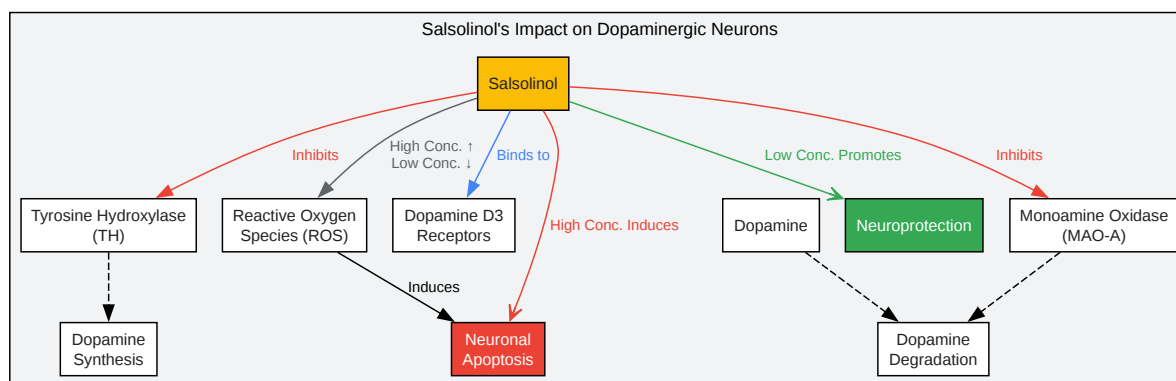 Salsolinol's Impact on Dopaminergic Neurons
Salsolinol
Inhibits
High Conc. ↑
Low Conc. ↓
Binds to
Low Conc. Promotes
Inhibits
Tyrosine Hydroxylase
(TH)
Reactive Oxygen
Species (ROS)
Dopamine D3
Receptors
High Conc. Induces
Dopamine
Neuroprotection
Monoamine Oxidase
(MAO-A)
Induces
Dopamine
Synthesis
Neuronal
Apoptosis
Dopamine
Degradation